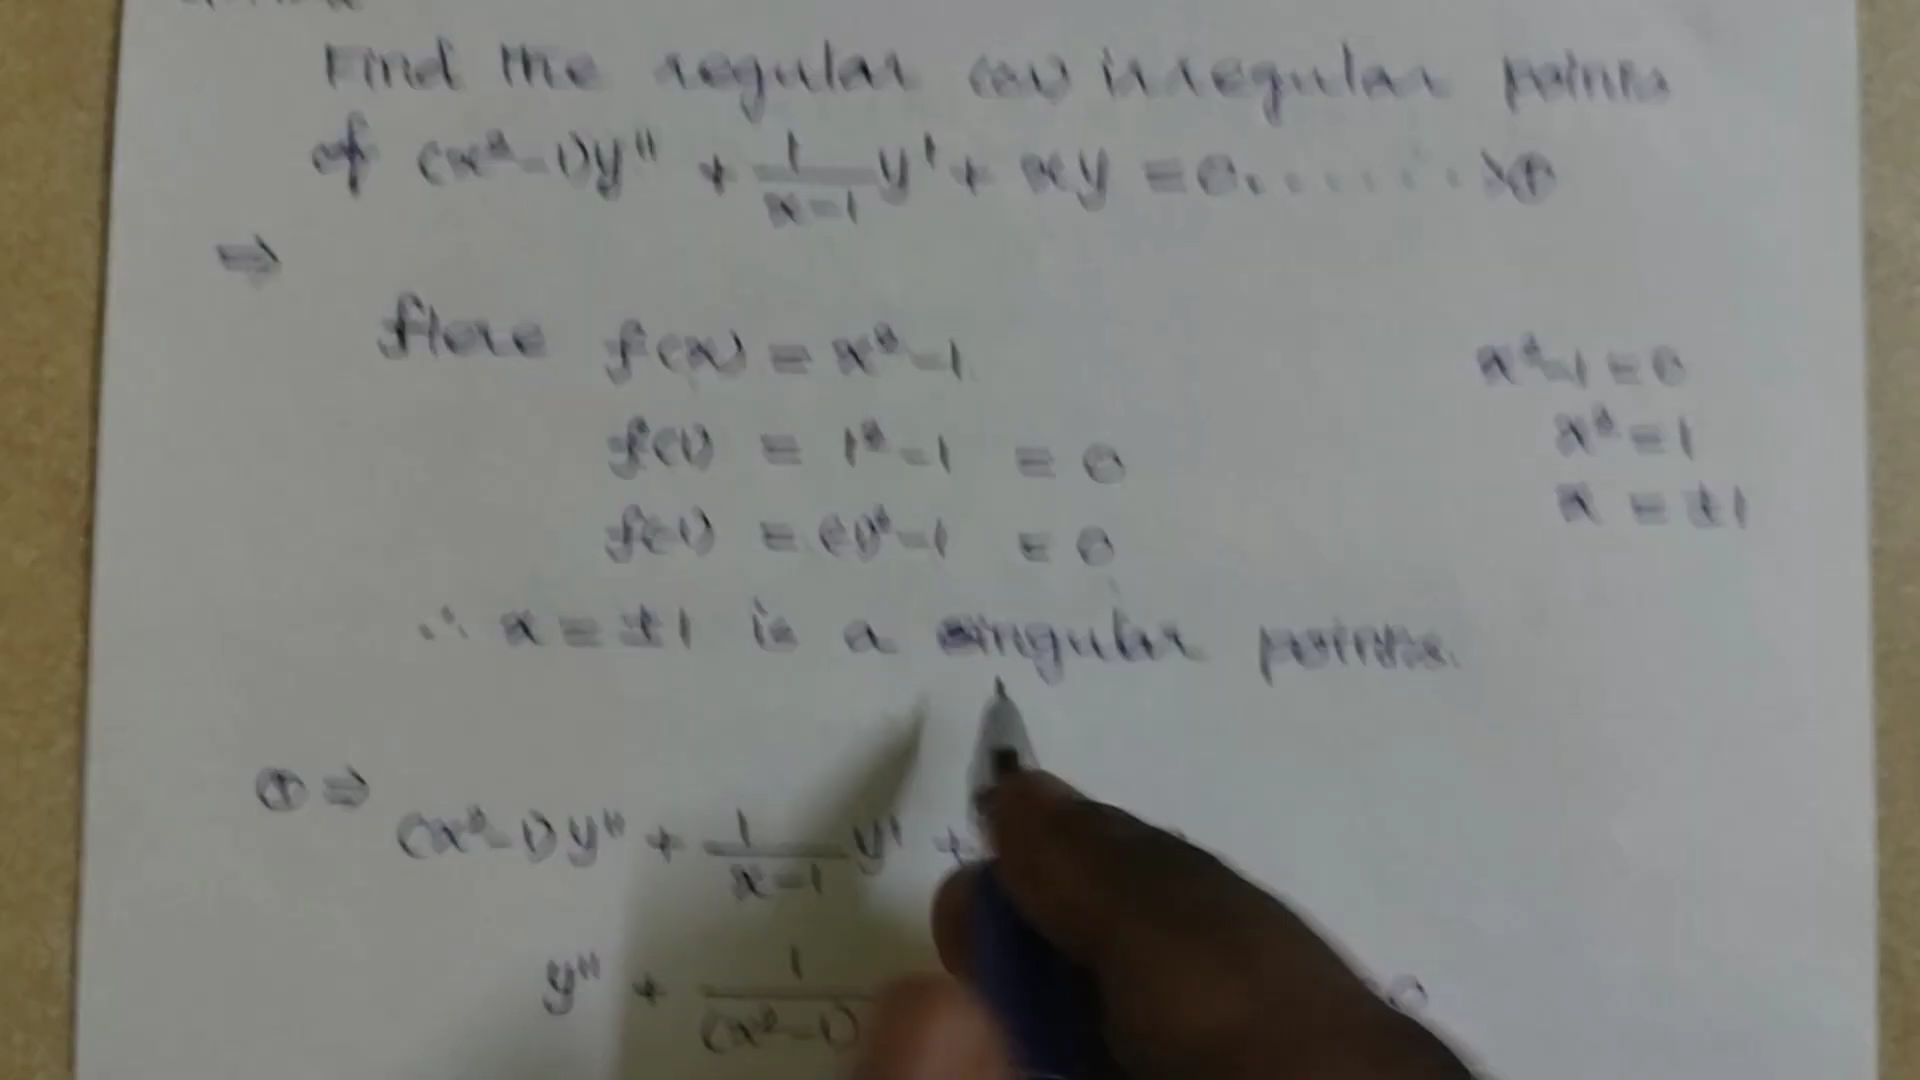 Find the regular (or) irregular points
of (x²-1)y'' + 1/(x-1) y' + xy = 0. . . . . . . >①
⇒
Here f(x) = x²-1
x²-1 = 0
f(1) = 1²-1 = 0
x² = 1
f(-1) = (-1)²-1 = 0
x = ±1
∴ x = ±1 is a singular points.
① ⇒
(x²-1)y'' + 1/(x-1) y' +
y'' + 1/(x²-1)